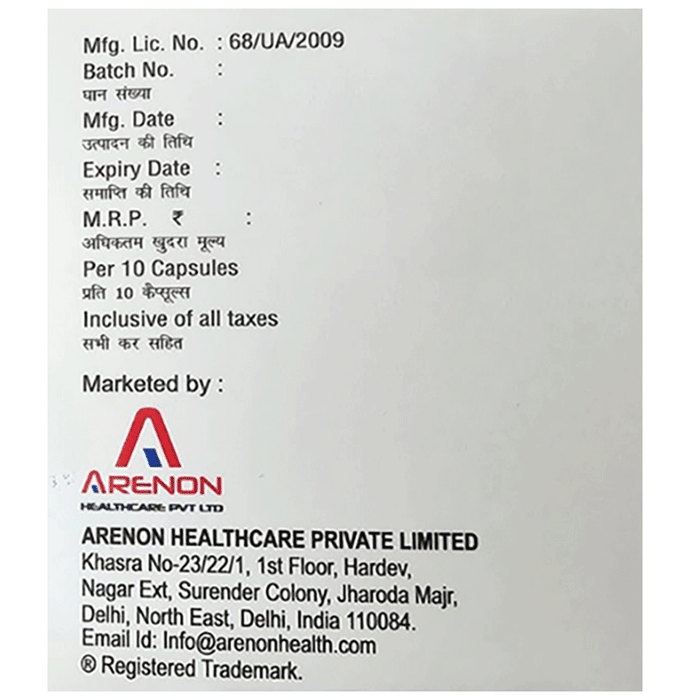 Mfg. Lic. No. : 68/UA/2009
Batch No. :
घान संख्या
Mfg. Date :
उत्पादन की तिथि
Expiry Date :
समाप्ति की तिथि
M.R.P. ₹ :
अधिकतम खुदरा मूल्य
Per 10 Capsules
प्रति 10 कैप्सूल्स
Inclusive of all taxes
सभी कर सहित
Marketed by :
ARENON
HEALTHCARE PVT LTD
ARENON HEALTHCARE PRIVATE LIMITED
Khasra No-23/22/1, 1st Floor, Hardev,
Nagar Ext, Surender Colony, Jharoda Majr,
Delhi, North East, Delhi, India 110084.
Email Id: Info@arenonhealth.com
® Registered Trademark.